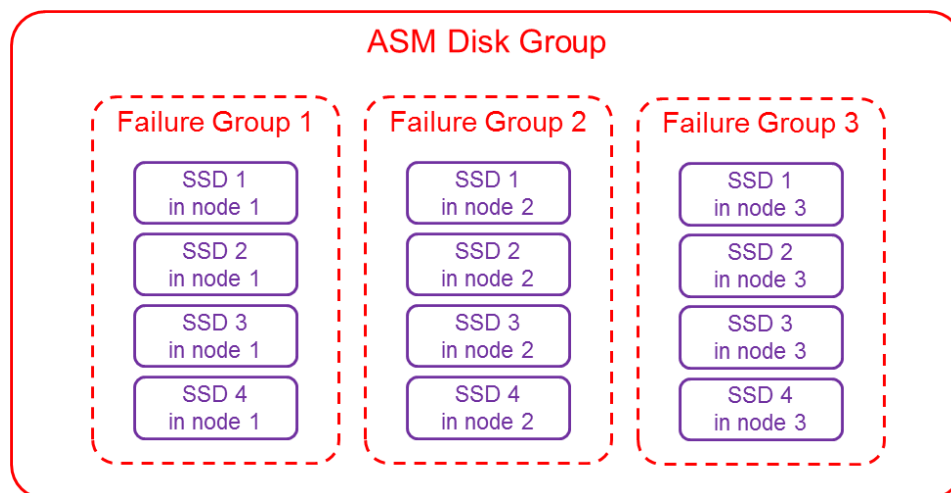 ASM Disk Group
Failure Group 1
SSD 1
in node 1
SSD 2
in node 1
SSD 3
in node 1
SSD 4
in node 1
Failure Group 2
SSD 1
in node 2
SSD 2
in node 2
SSD 3
in node 2
SSD 4
in node 2
Failure Group 3
SSD 1
in node 3
SSD 2
in node 3
SSD 3
in node 3
SSD 4
in node 3